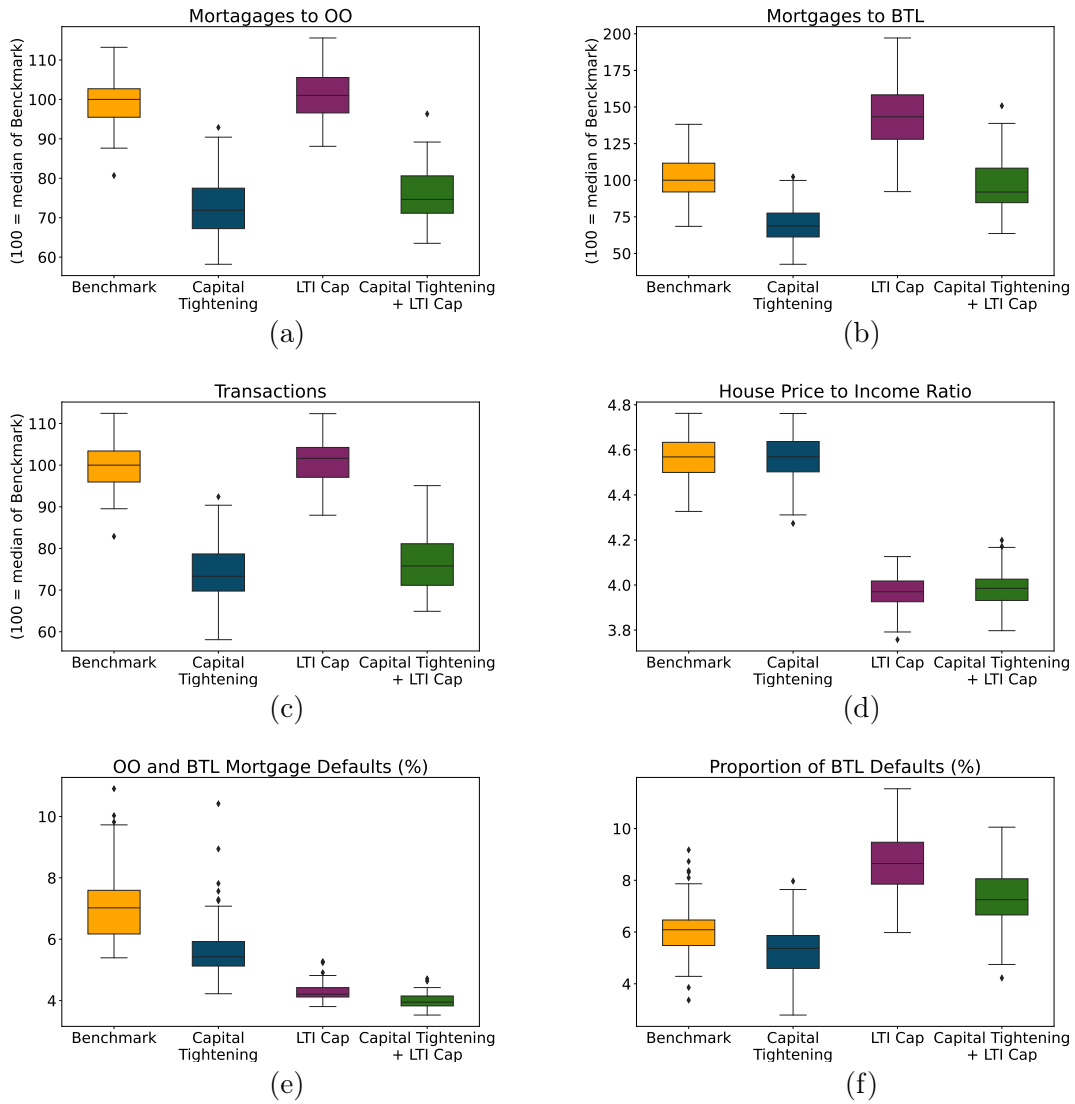 Mortagages to OO
(100 = median of Benckmark)
110
100
90
80
70
60
Benchmark
Capital
Tightening
LTI Cap
Capital Tightening
+ LTI Cap
(a)
Mortgages to BTL
(100 = median of Benckmark)
200
175
150
125
100
75
50
Benchmark
Capital
Tightening
LTI Cap
Capital Tightening
+ LTI Cap
(b)
Transactions
(100 = median of Benckmark)
110
100
90
80
70
60
Benchmark
Capital
Tightening
LTI Cap
Capital Tightening
+ LTI Cap
(c)
House Price to Income Ratio
4.8
4.6
4.4
4.2
4.0
3.8
Benchmark
Capital
Tightening
LTI Cap
Capital Tightening
+ LTI Cap
(d)
OO and BTL Mortgage Defaults (%)
10
8
6
4
Benchmark
Capital
Tightening
LTI Cap
Capital Tightening
+ LTI Cap
(e)
Proportion of BTL Defaults (%)
10
8
6
4
Benchmark
Capital
Tightening
LTI Cap
Capital Tightening
+ LTI Cap
(f)